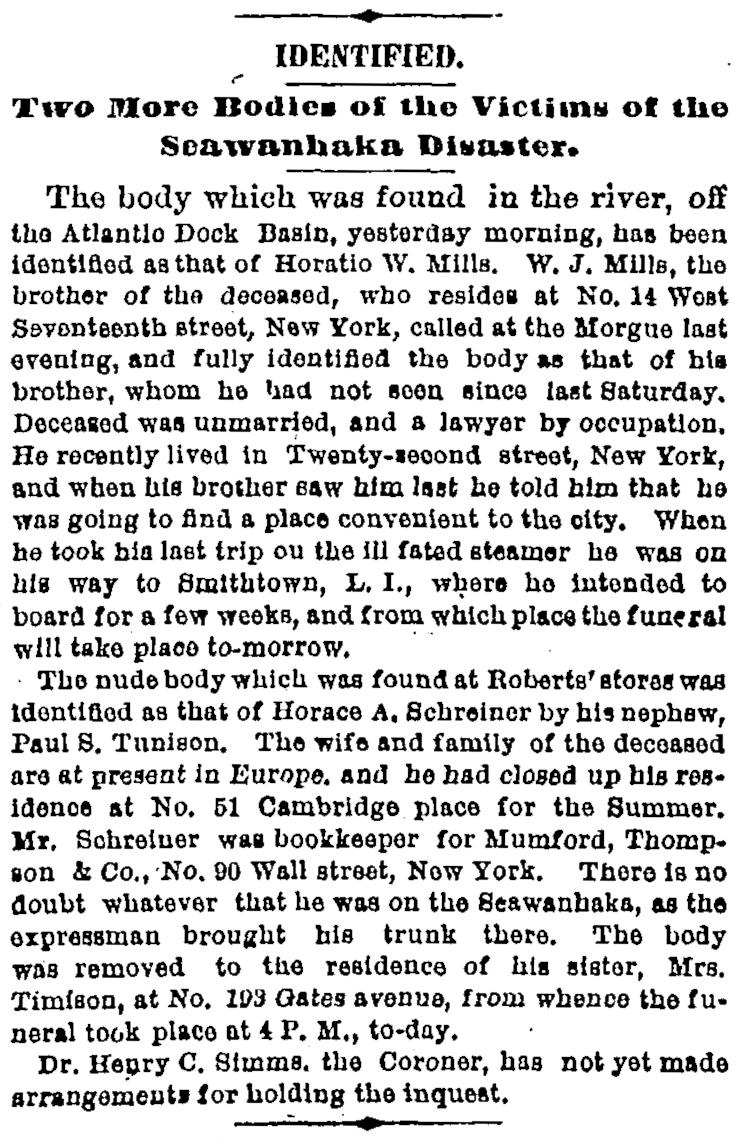 IDENTIFIED.
Two More Bodies of the Victims of the
Seawanhaka Disaster.
The body which was found in the river, off
the Atlantic Dock Basin, yesterday morning, has been
identified as that of Horatio W. Mills. W. J. Mills, the
brother of the deceased, who resides at No. 14 West
Seventeenth street, New York, called at the Morgue last
evening, and fully identified the body as that of his
brother, whom he had not seen since last Saturday.
Deceased was unmarried, and a lawyer by occupation.
He recently lived in Twenty-second street, New York,
and when his brother saw him last he told him that he
was going to find a place convenient to the city. When
he took his last trip ou the ill fated steamer he was on
his way to Smithtown, L. I., where he intended to
board for a few weeks, and from which place the funeral
will take place to-morrow.
The nude body which was found at Roberts' stores was
identified as that of Horace A. Schreiner by his nephew,
Paul S. Tunison. The wife and family of the deceased
are at present in Europe, and he had closed up his res-
idence at No. 51 Cambridge place for the Summer.
Mr. Schreiner was bookkeeper for Mumford, Thomp-
son & Co., No. 90 Wall street, New York. There is no
doubt whatever that he was on the Seawanhaka, as the
expressman brought his trunk there. The body
was removed to the residence of his sister, Mrs.
Timison, at No. 193 Gates avenue, from whence the fu-
neral took place at 4 P. M., to-day.
Dr. Henry C. Simms, the Coroner, has not yet made
arrangements for holding the inquest.